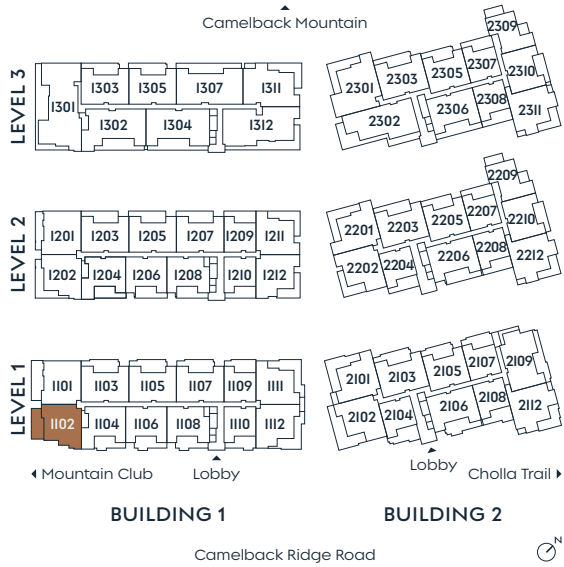 Camelback Mountain
LEVEL 3
1301 1303 1305 1307 1311
1302 1304 1312
2301 2303 2305 2307 2309 2310
2302 2306 2308 2311
LEVEL 2
1201 1203 1205 1207 1209 1211
1202 1204 1206 1208 1210 1212
2201 2203 2205 2207 2209 2210
2202 2204 2206 2208 2212
LEVEL 1
1101 1103 1105 1107 1109 1111
1102 1104 1106 1108 1110 1112
2101 2103 2105 2107 2109
2102 2104 2106 2108 2112
Mountain Club Lobby
Lobby Cholla Trail
BUILDING 1
BUILDING 2
Camelback Ridge Road
N